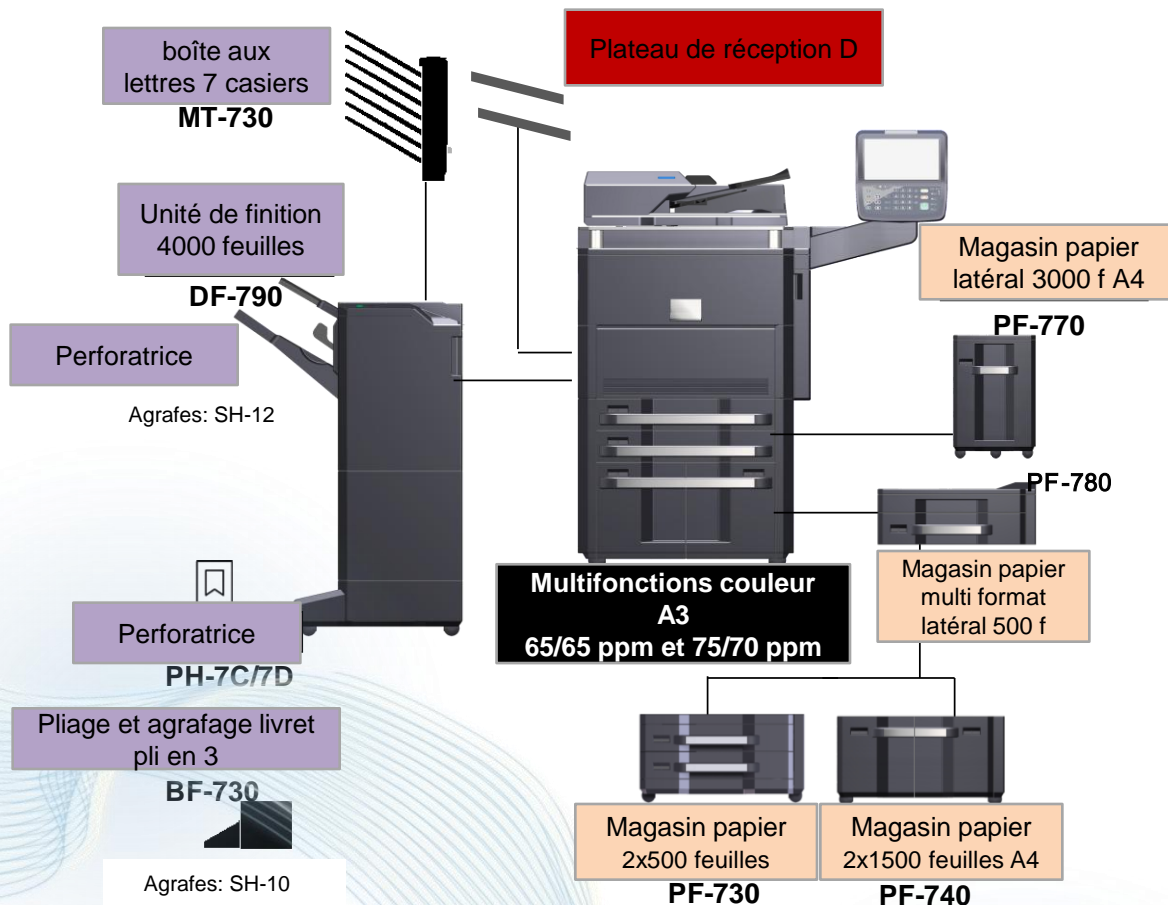 boîte aux
lettres 7 casiers
MT-730
Plateau de réception D
Unité de finition
4000 feuilles
DF-790
Magasin papier
latéral 3000 f A4
PF-770
Perforatrice
Agrafes: SH-12
PF-780
Magasin papier
multi format
latéral 500 f
Multifonctions couleur
A3
65/65 ppm et 75/70 ppm
Perforatrice
PH-7C/7D
Pliage et agrafage livret
pli en 3
BF-730
Agrafes: SH-10
Magasin papier
2x500 feuilles
PF-730
Magasin papier
2x1500 feuilles A4
PF-740